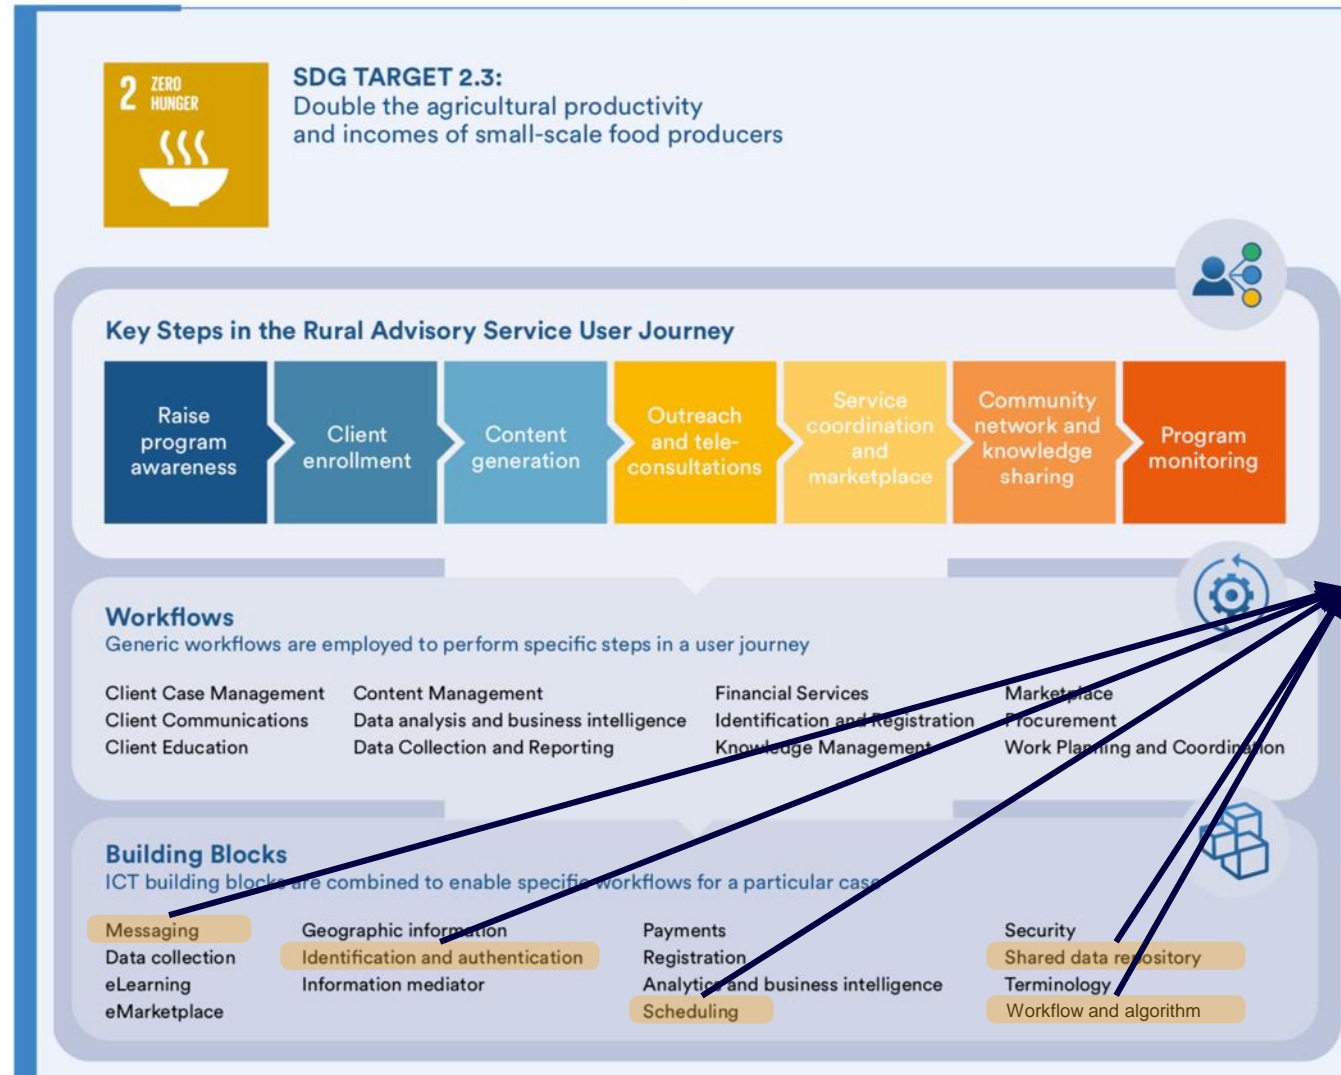 2 ZERO
HUNGER
SDG TARGET 2.3:
Double the agricultural productivity
and incomes of small-scale food producers
Key Steps in the Rural Advisory Service User Journey
Raise
program
awareness
Client
enrollment
Content
generation
Outreach
and tele-
consultations
Service
coordination
and
marketplace
Community
network and
knowledge
sharing
Program
monitoring
Workflows
Generic workflows are employed to perform specific steps in a user journey
Client Case Management
Client Communications
Client Education
Content Management
Data analysis and business intelligence
Data Collection and Reporting
Financial Services
Identification and Registration
Knowledge Management
Marketplace
Procurement
Work Planning and Coordination
Building Blocks
ICT building blocks are combined to enable specific workflows for a particular case
Messaging
Data collection
eLearning
eMarketplace
Geographic information
Identification and authentication
Information mediator
Payments
Registration
Analytics and business intelligence
Scheduling
Security
Shared data repository
Terminology
Workflow and algorithm